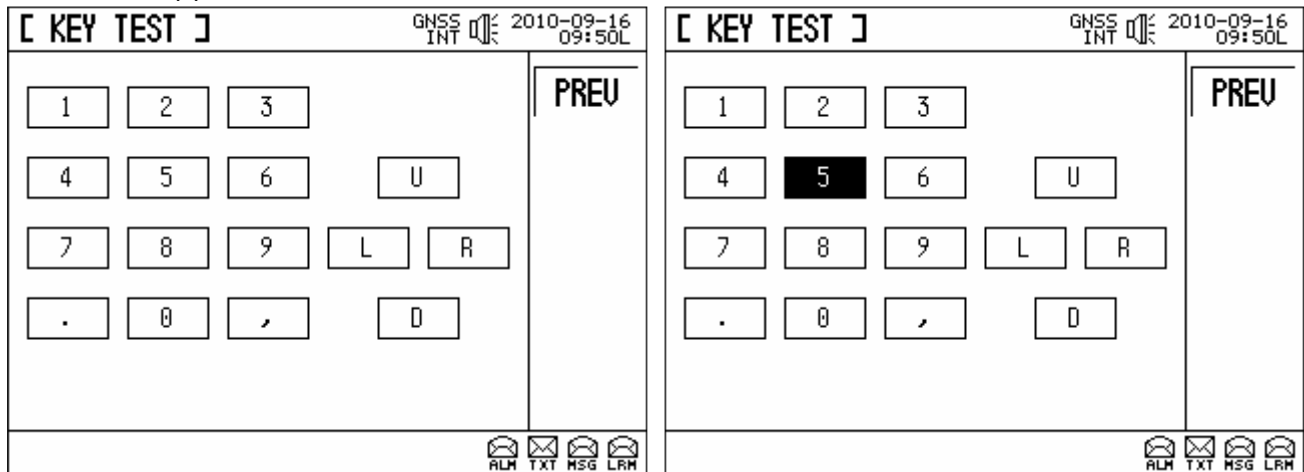 [ KEY TEST ] GNSS INT 2010-09-16 09:50L
PREV
1 2 3
4 5 6 U
7 8 9 L R
. 0 , D
ALM TXT MSG LRM
[ KEY TEST ] GNSS INT 2010-09-16 09:50L
PREV
1 2 3
4 5 6 U
7 8 9 L R
. 0 , D
ALM TXT MSG LRM